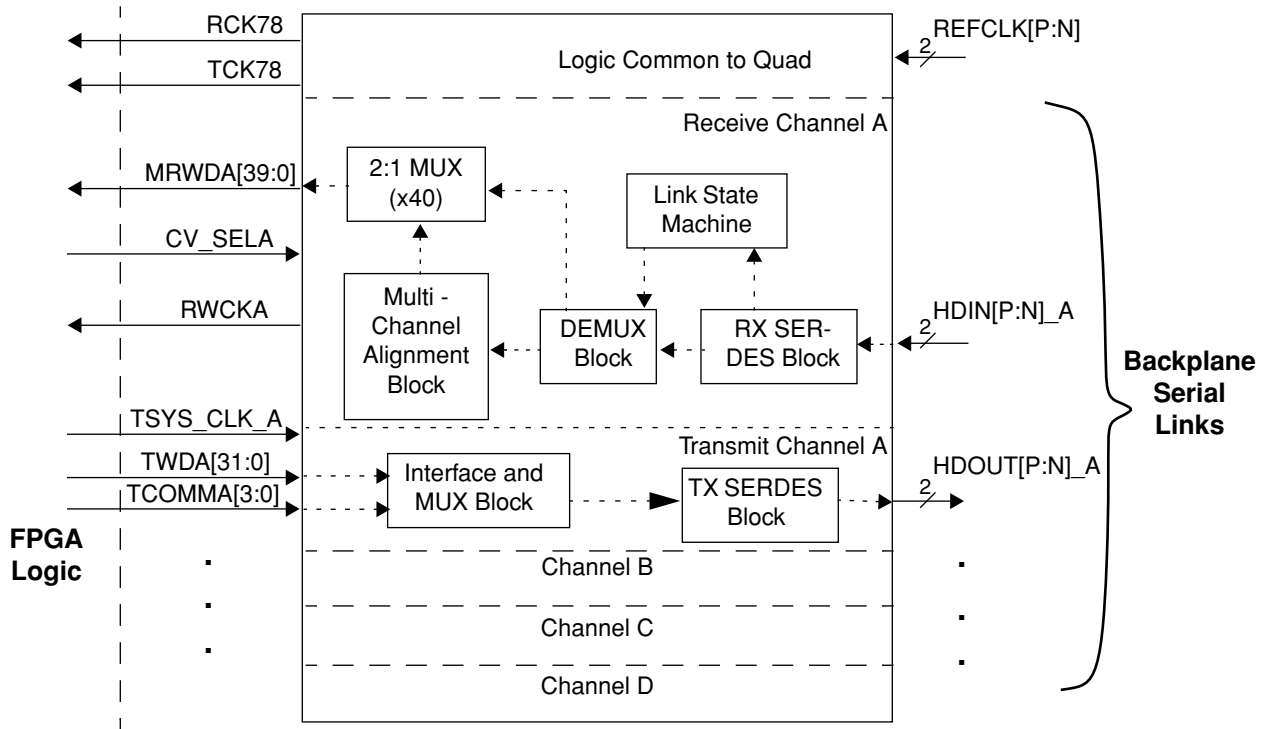 RCK78
TCK78
MRWDA[39:0]
CV_SELA
RWCKA
TSYS_CLK_A
TWDA[31:0]
TCOMMA[3:0]
FPGA
Logic
Logic Common to Quad
Receive Channel A
2:1 MUX
(x40)
Link State
Machine
Multi -
Channel
Alignment
Block
DEMUX
Block
RX SER-
DES Block
Transmit Channel A
Interface and
MUX Block
TX SERDES
Block
Channel B
Channel C
Channel D
REFCLK[P:N]
2
HDIN[P:N]_A
2
HDOUT[P:N]_A
2
Backplane
Serial
Links